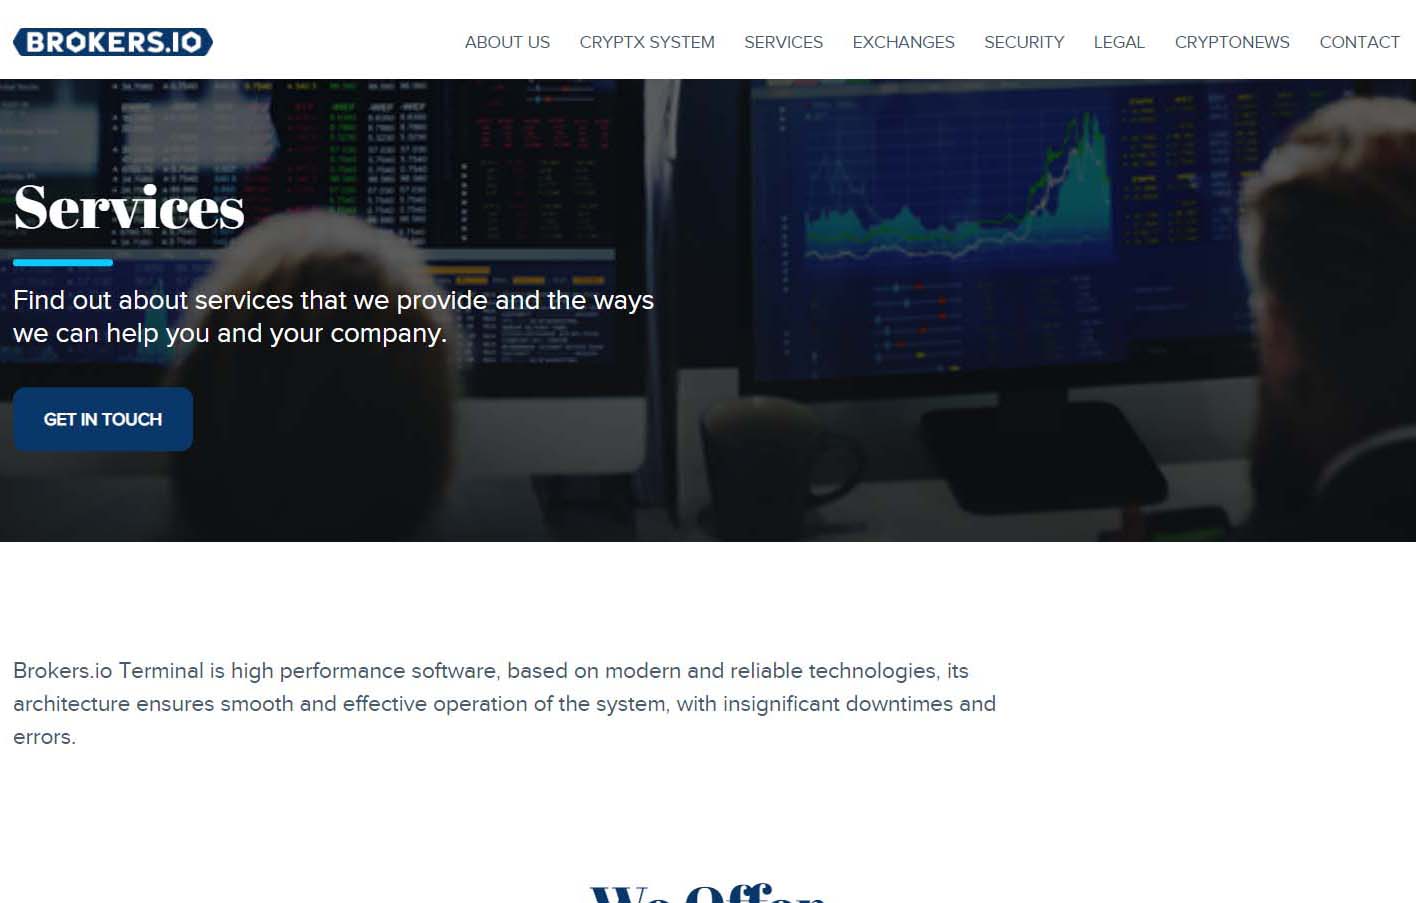 BROKERS.IO
ABOUT US CRYPTX SYSTEM SERVICES EXCHANGES SECURITY LEGAL CRYPTONEWS CONTACT
Services
Find out about services that we provide and the ways
we can help you and your company.
GET IN TOUCH
Brokers.io Terminal is high performance software, based on modern and reliable technologies, its
architecture ensures smooth and effective operation of the system, with insignificant downtimes and
errors.
We Offer